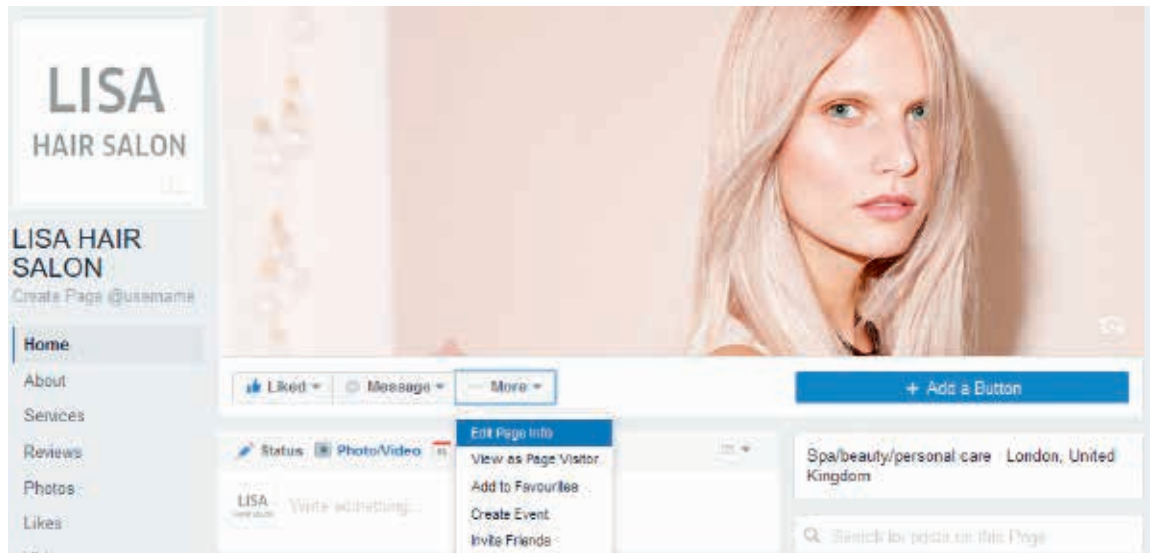 LISA
HAIR SALON
LISA HAIR
SALON
Create Page @username
Home
About
Services
Reviews
Photos
Likes
Liked
Message
More
+ Add a Button
Edit Page Info
View as Page Visitor
Add to Favourites
Create Event
Invite Friends
Status
Photo/Video
LISA
Write something...
Spa/beauty/personal care London, United
Kingdom
Search for posts on this Page